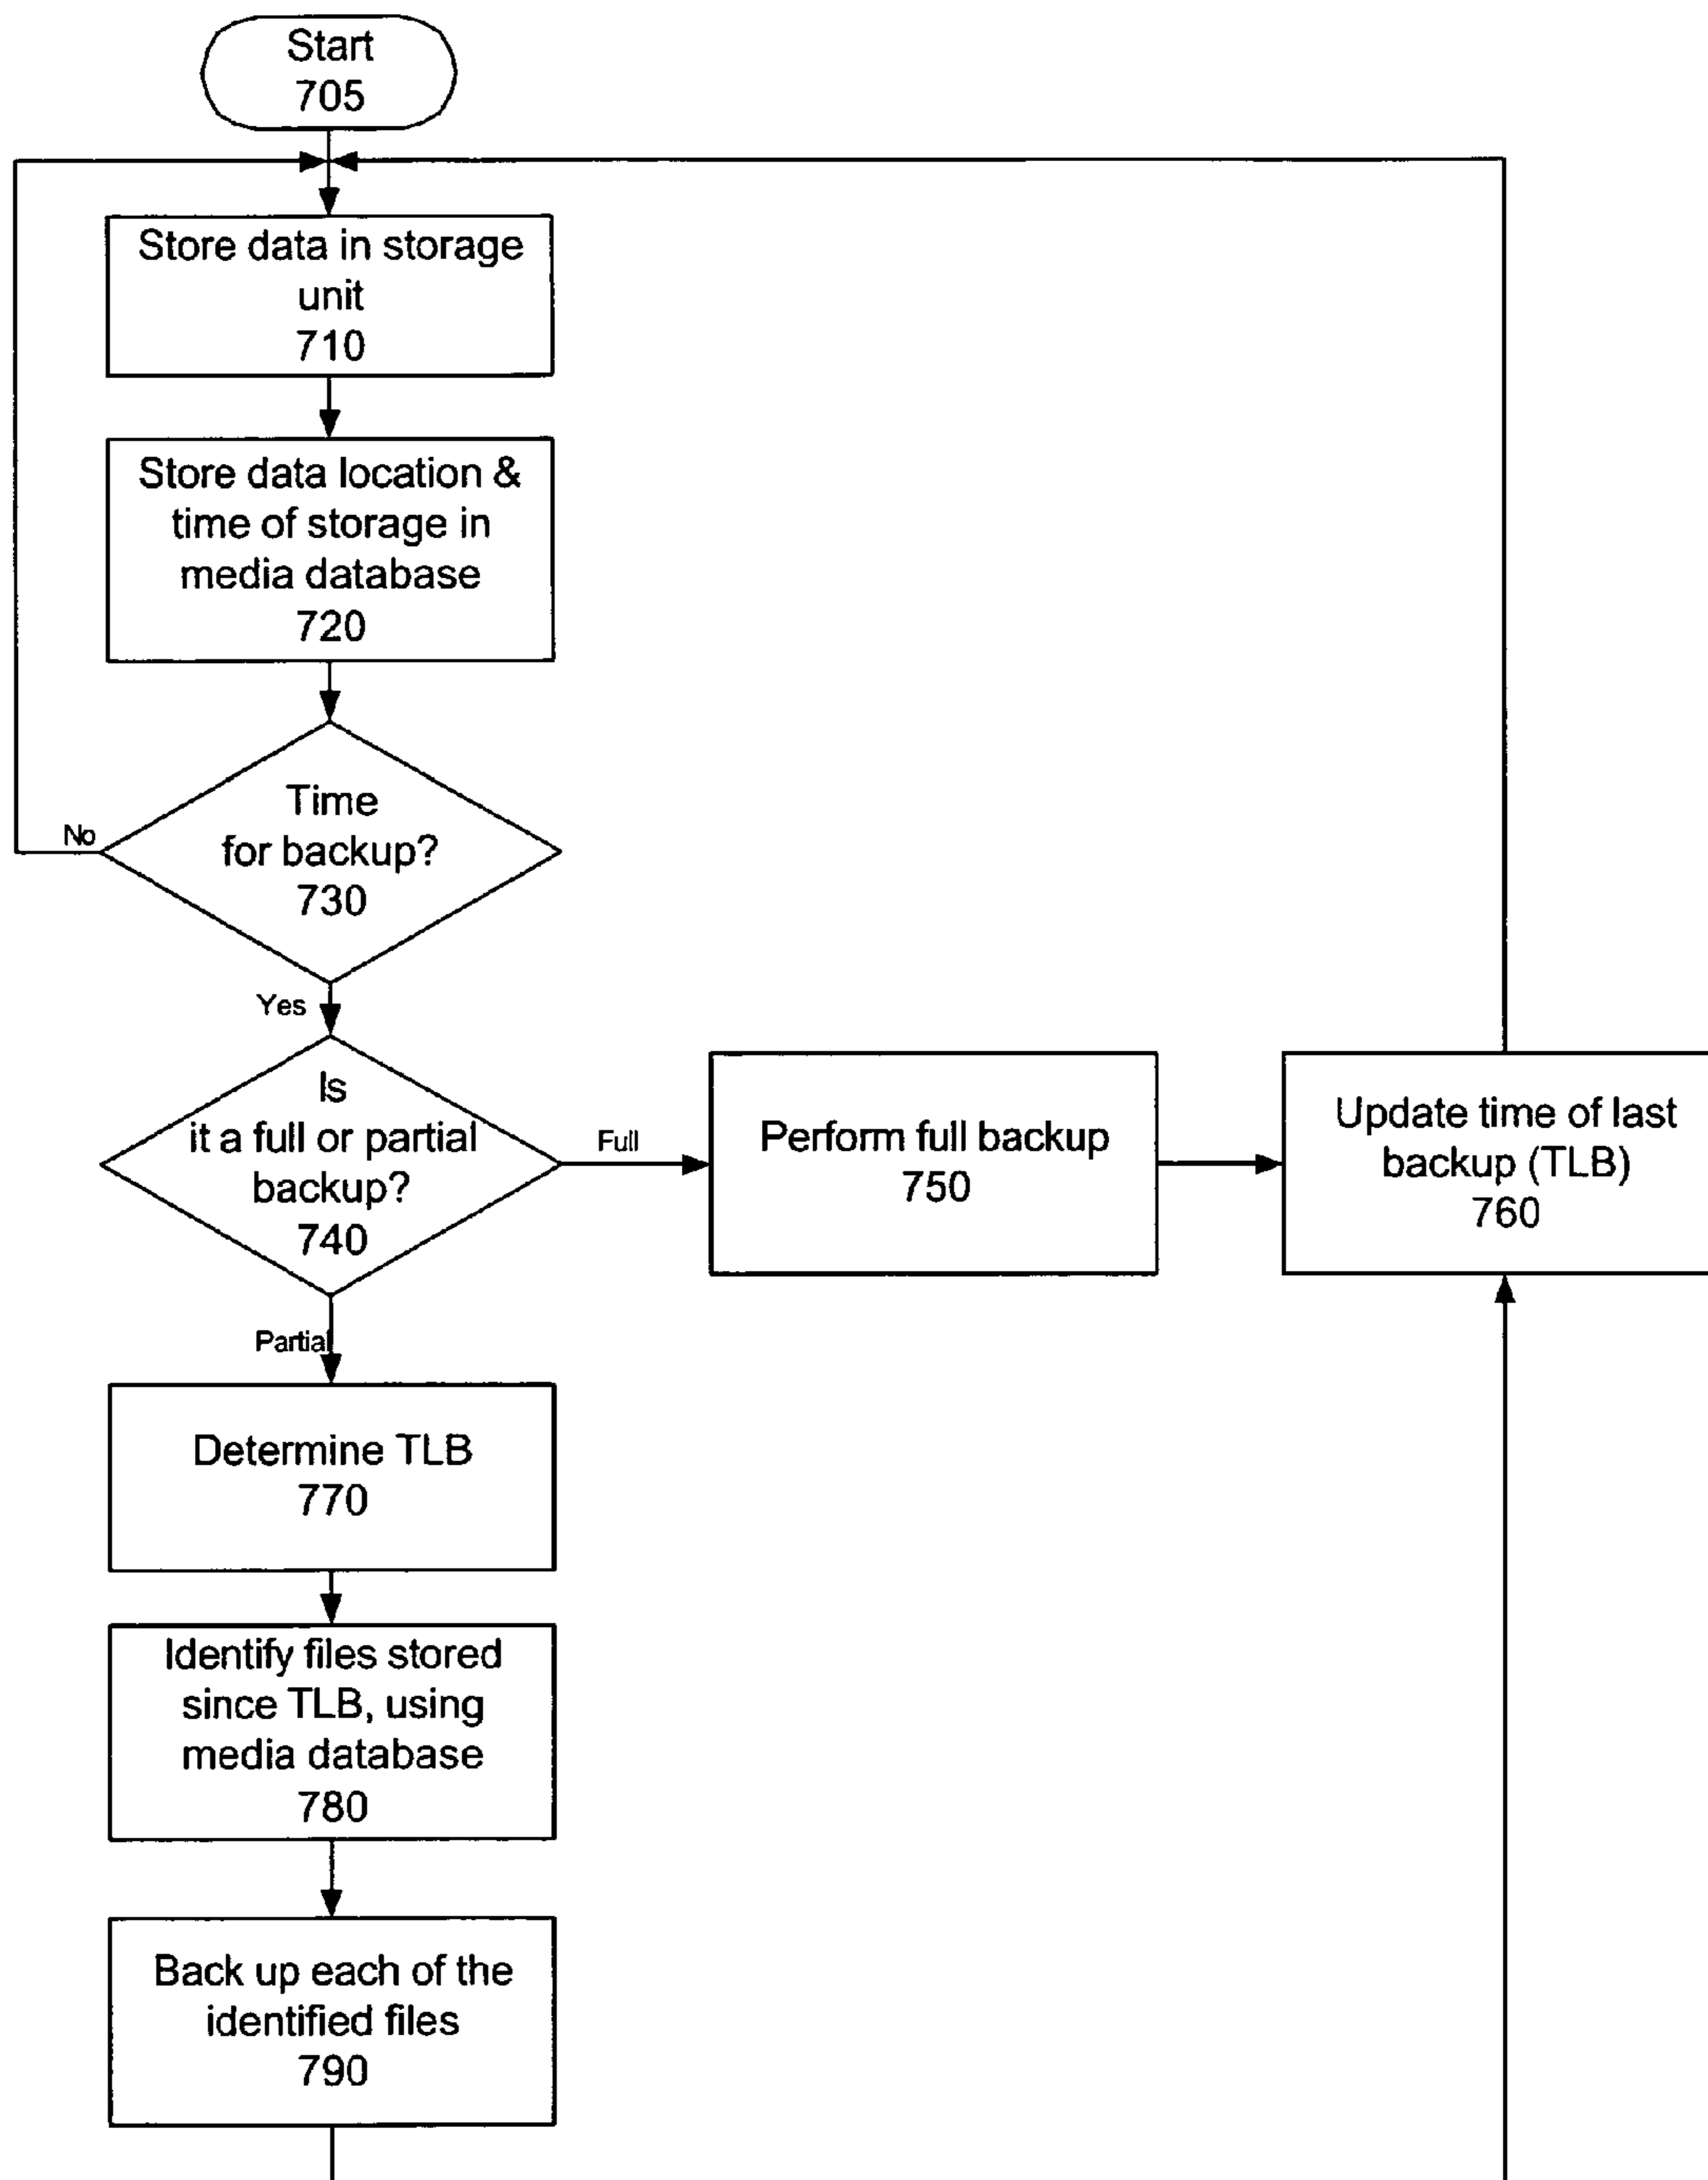 Start
705
Store data in storage
unit
710
Store data location &
time of storage in
media database
720
Time
for backup?
730
No
Yes
Is
it a full or partial
backup?
740
Full
Perform full backup
750
Update time of last
backup (TLB)
760
Partial
Determine TLB
770
Identify files stored
since TLB, using
media database
780
Back up each of the
identified files
790